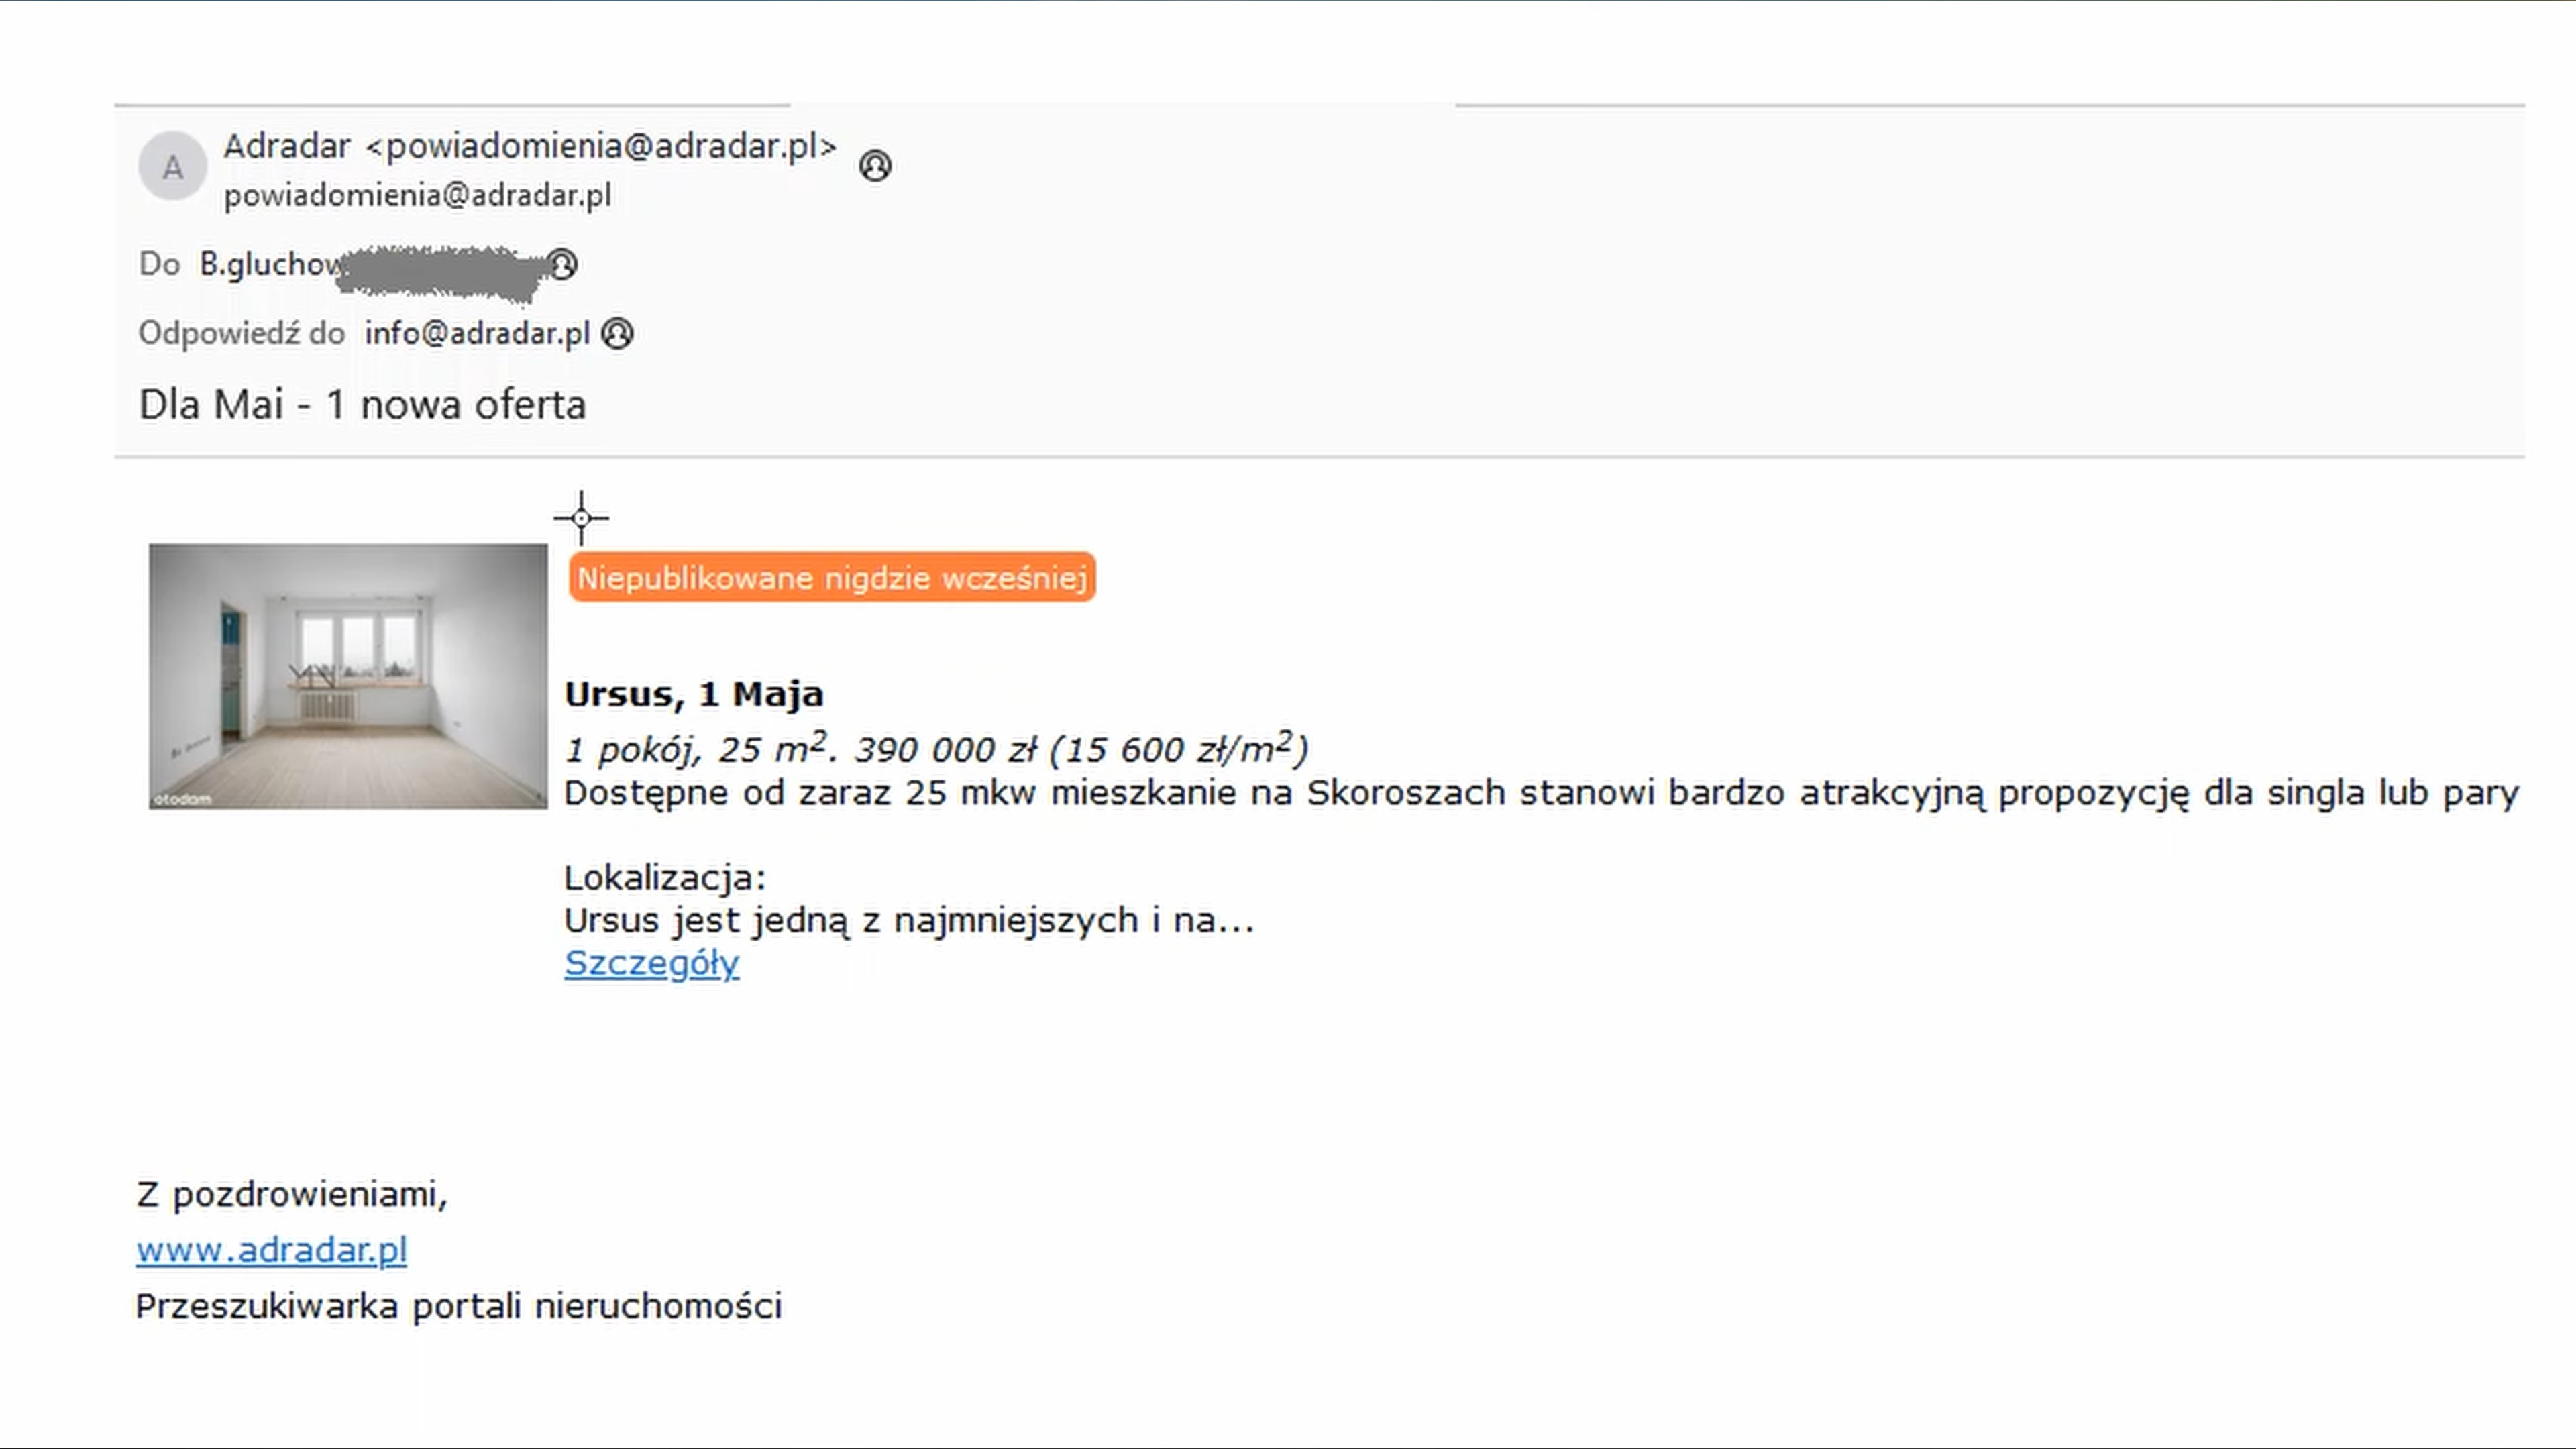 A
Adradar <powiadomienia@adradar.pl>
powiadomienia@adradar.pl
Do B.gluchow
Odpowiedź do info@adradar.pl
Dla Mai - 1 nowa oferta
Niepublikowane nigdzie wcześniej
Ursus, 1 Maja
1 pokój, 25 m². 390 000 zł (15 600 zł/m²)
Dostępne od zaraz 25 mkw mieszkanie na Skoroszach stanowi bardzo atrakcyjną propozycję dla singla lub pary
otodom
Lokalizacja:
Ursus jest jedną z najmniejszych i na...
Szczegóły
Z pozdrowieniami,
www.adradar.pl
Przeszukiwarka portali nieruchomości